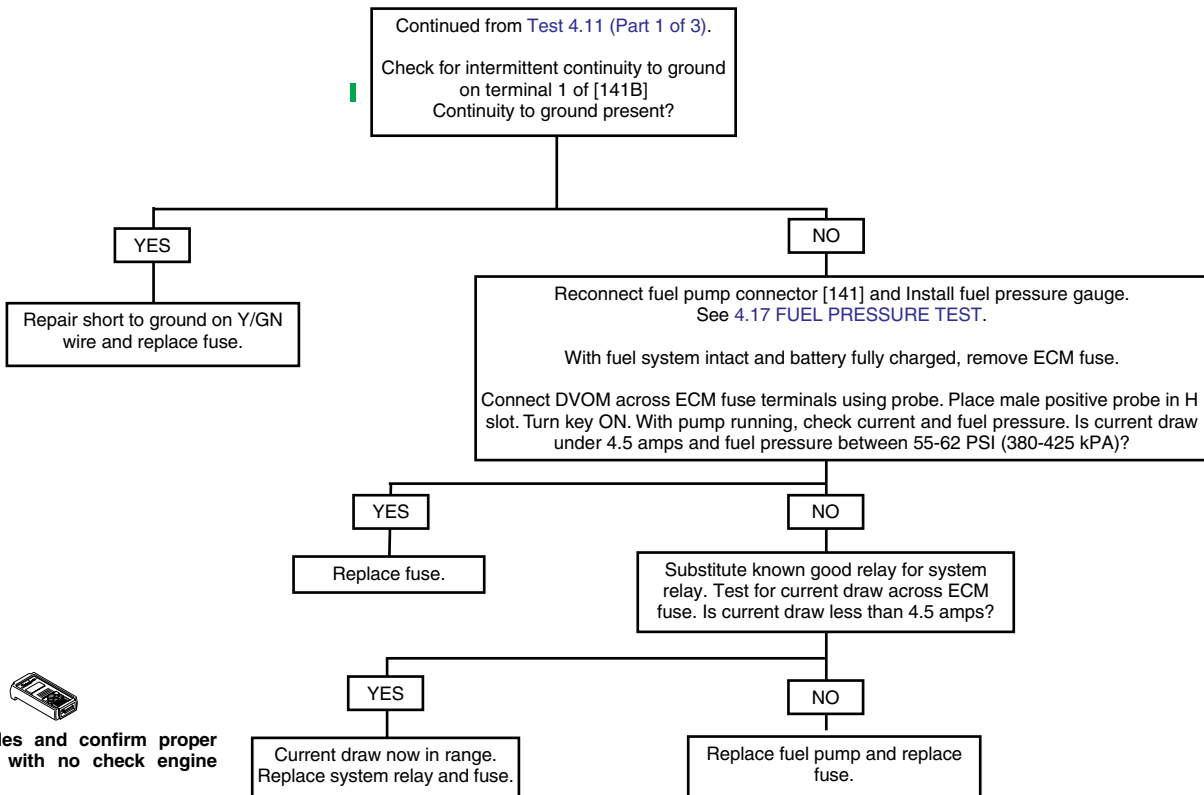 Continued from Test 4.11 (Part 1 of 3).
Check for intermittent continuity to ground
on terminal 1 of [141B]
Continuity to ground present?
YES
NO
Repair short to ground on Y/GN
wire and replace fuse.
Reconnect fuel pump connector [141] and Install fuel pressure gauge.
See 4.17 FUEL PRESSURE TEST.
With fuel system intact and battery fully charged, remove ECM fuse.
Connect DVOM across ECM fuse terminals using probe. Place male positive probe in H
slot. Turn key ON. With pump running, check current and fuel pressure. Is current draw
under 4.5 amps and fuel pressure between 55-62 PSI (380-425 kPA)?
YES
NO
Replace fuse.
Substitute known good relay for system
relay. Test for current draw across ECM
fuse. Is current draw less than 4.5 amps?
YES
NO
Current draw now in range.
Replace system relay and fuse.
Replace fuel pump and replace
fuse.
and confirm proper
with no check engine